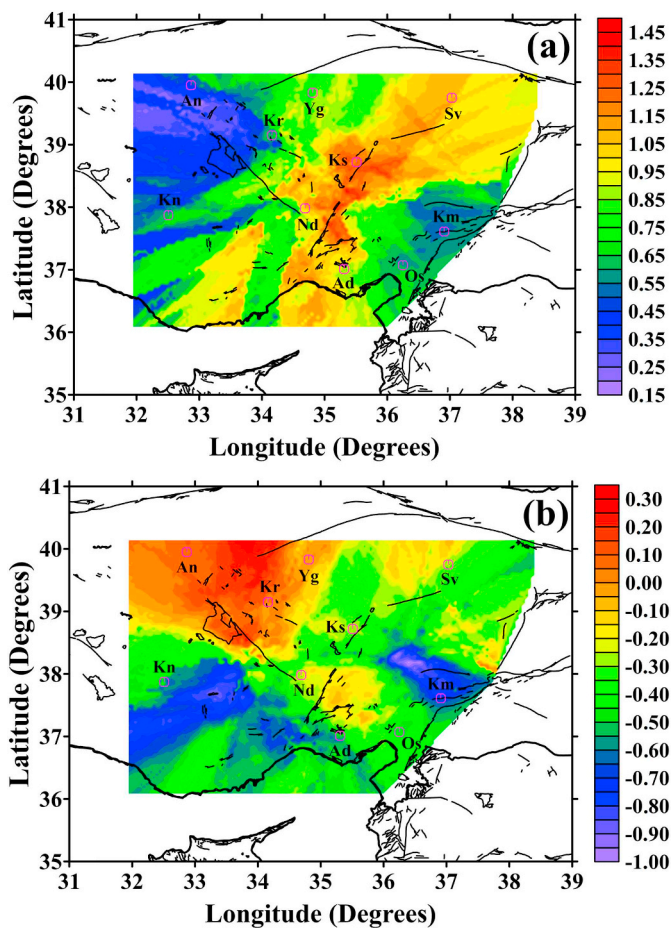 (a)
41
40
39
38
37
36
35
Latitude (Degrees)
An
Yg
Sv
Kr
Ks
Kn
Nd
Km
Ad
Os
31 32 33 34 35 36 37 38 39
Longitude (Degrees)
1.45
1.35
1.25
1.15
1.05
0.95
0.85
0.75
0.65
0.55
0.45
0.35
0.25
0.15
(b)
41
40
39
38
37
36
35
Latitude (Degrees)
An
Yg
Sv
Kr
Ks
Kn
Nd
Km
Ad
Os
31 32 33 34 35 36 37 38 39
Longitude (Degrees)
0.30
0.20
0.10
0.00
-0.10
-0.20
-0.30
-0.40
-0.50
-0.60
-0.70
-0.80
-0.90
-1.00